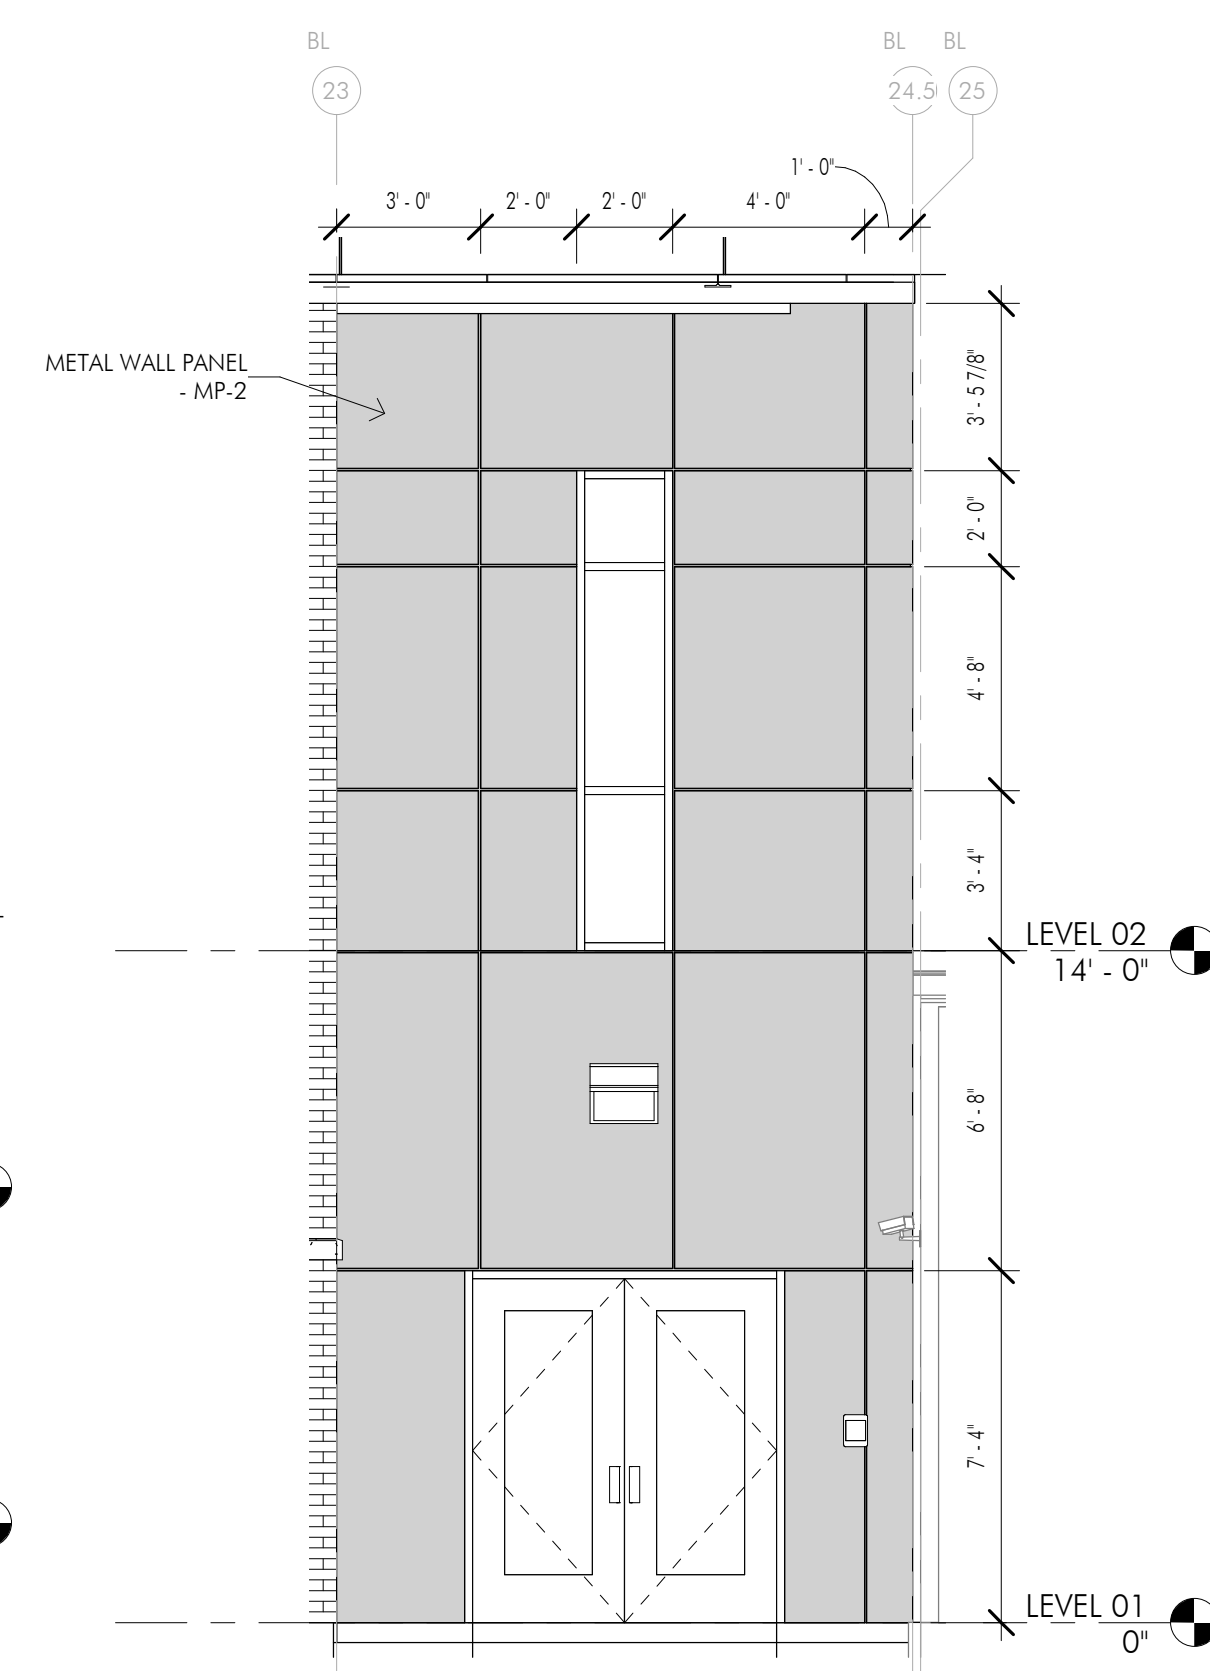 BL BL BL
23 24.5 25
1' - 0"
3' - 0" 2' - 0" 2' - 0" 4' - 0"
METAL WALL PANEL
- MP-2
3' - 5 7/8"
2' - 0"
4' - 8"
3' - 4"
LEVEL 02
14' - 0"
6' - 8"
7' - 4"
LEVEL 01
0"